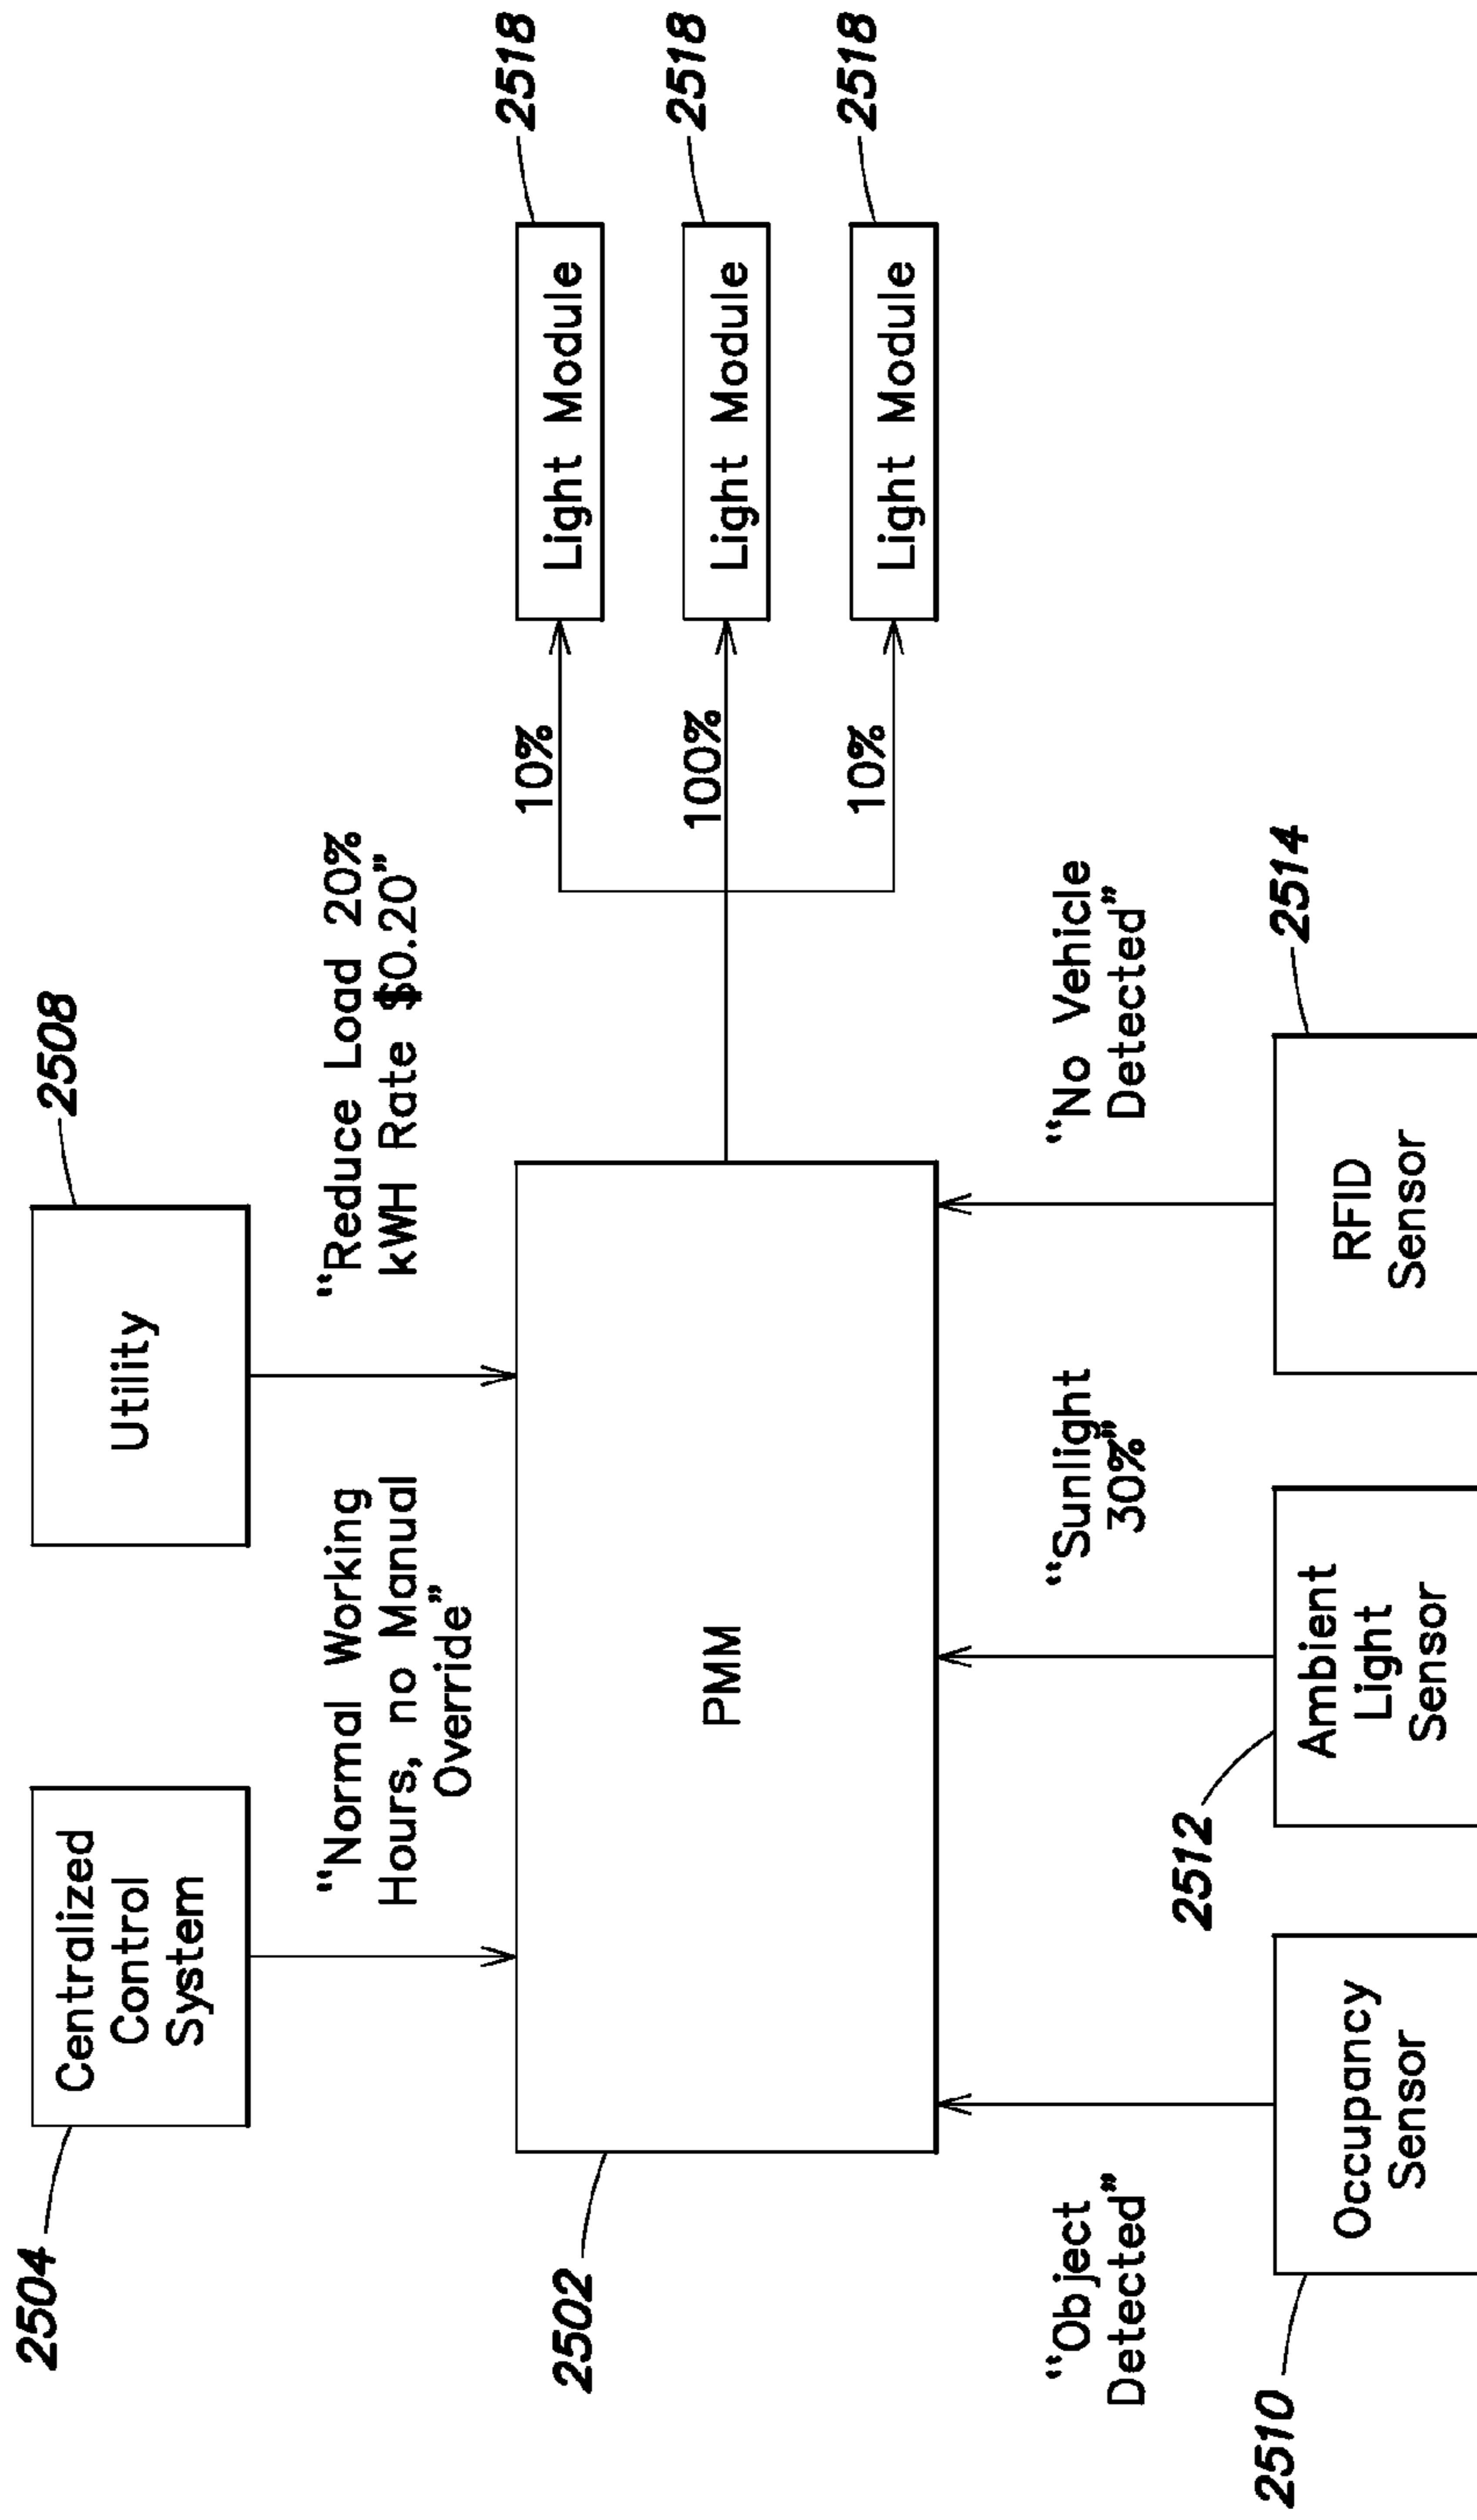 2504
Centralized
Control
System
2508
Utility
“Normal Working
Hours, no Manual
Override”
“Reduce Load 20%
kWH Rate $0.20”
2502
PMM
10%
Light Module
2518
100%
Light Module
2518
10%
Light Module
2518
“Object
Detected”
“Sunlight
30%”
“No Vehicle
Detected”
2510
Occupancy
Sensor
2512
Ambient
Light
Sensor
2514
RFID
Sensor